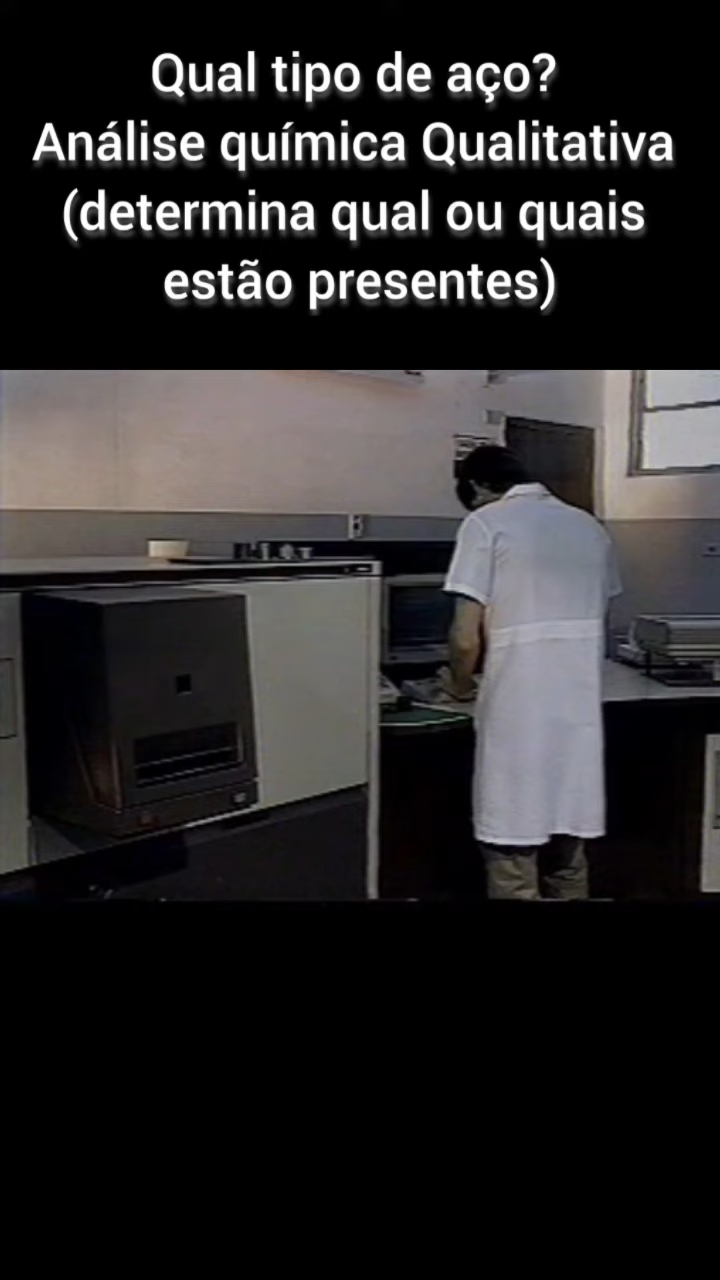 Qual tipo de aço?
Análise química Qualitativa
(determina qual ou quais
estão presentes)